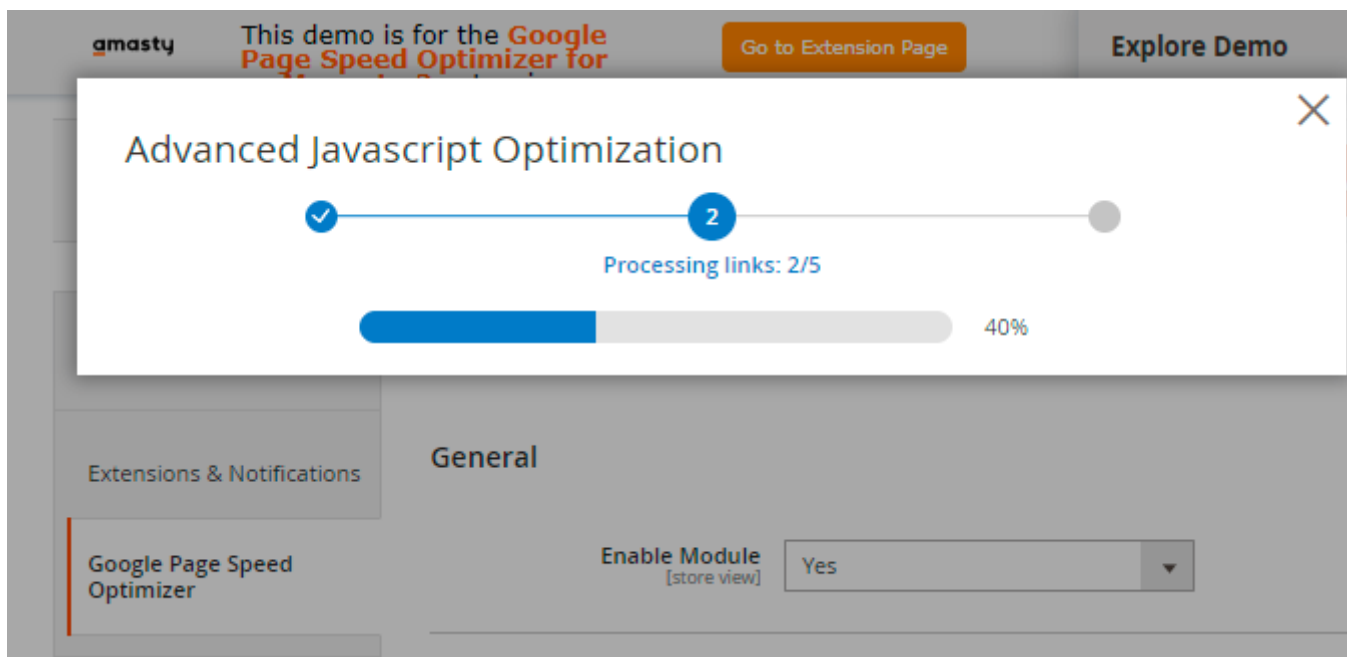 amasty
This demo is for the Google
Page Speed Optimizer for
Go to Extension Page
Explore Demo
Advanced Javascript Optimization
2
Processing links: 2/5
40%
General
Extensions & Notifications
Google Page Speed
Optimizer
Enable Module
[store view]
Yes